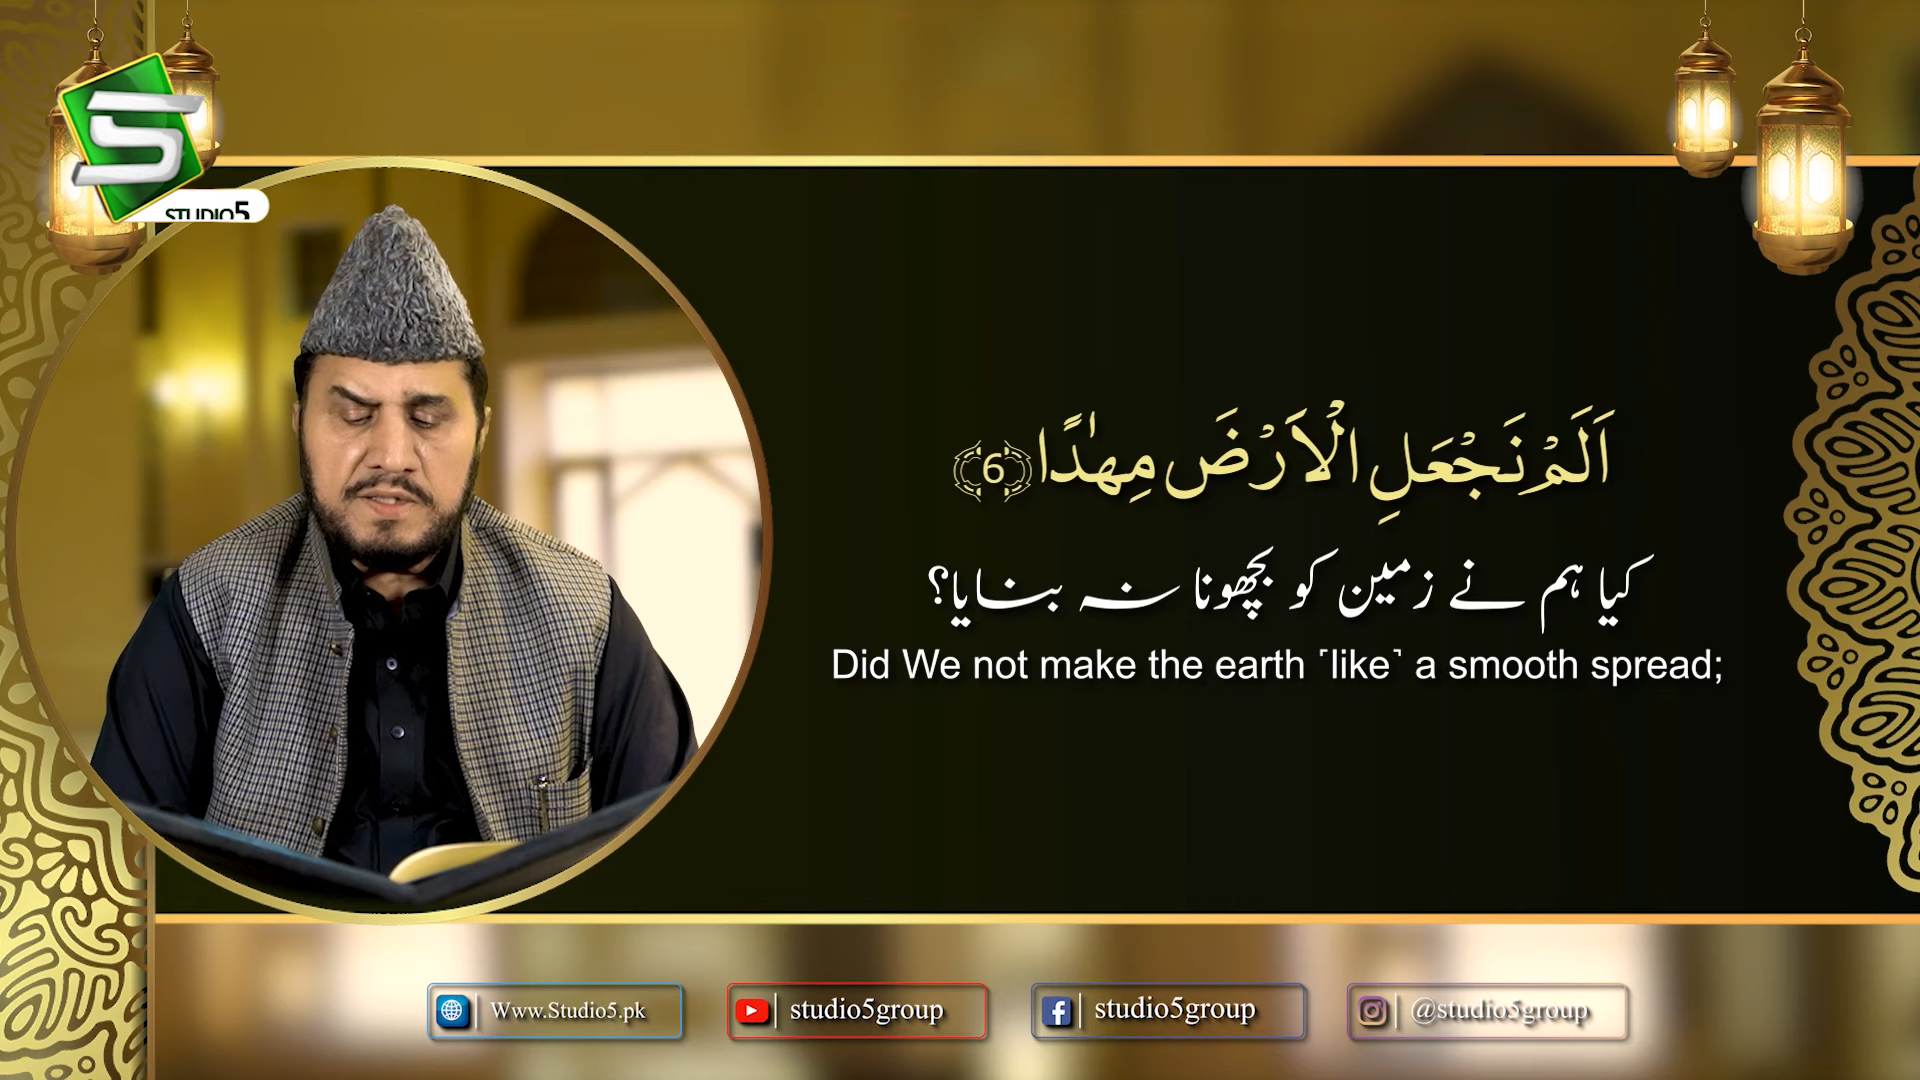 STUDIO5
اَلَمْ نَجْعَلِ الْاَرْضَ مِهٰدًا ﴿6﴾
کیا ہم نے زمین کو بچھونا نہ بنایا؟
Did We not make the earth ˹like˺ a smooth spread;
Www.Studio5.pk
studio5group
studio5group
@studio5group